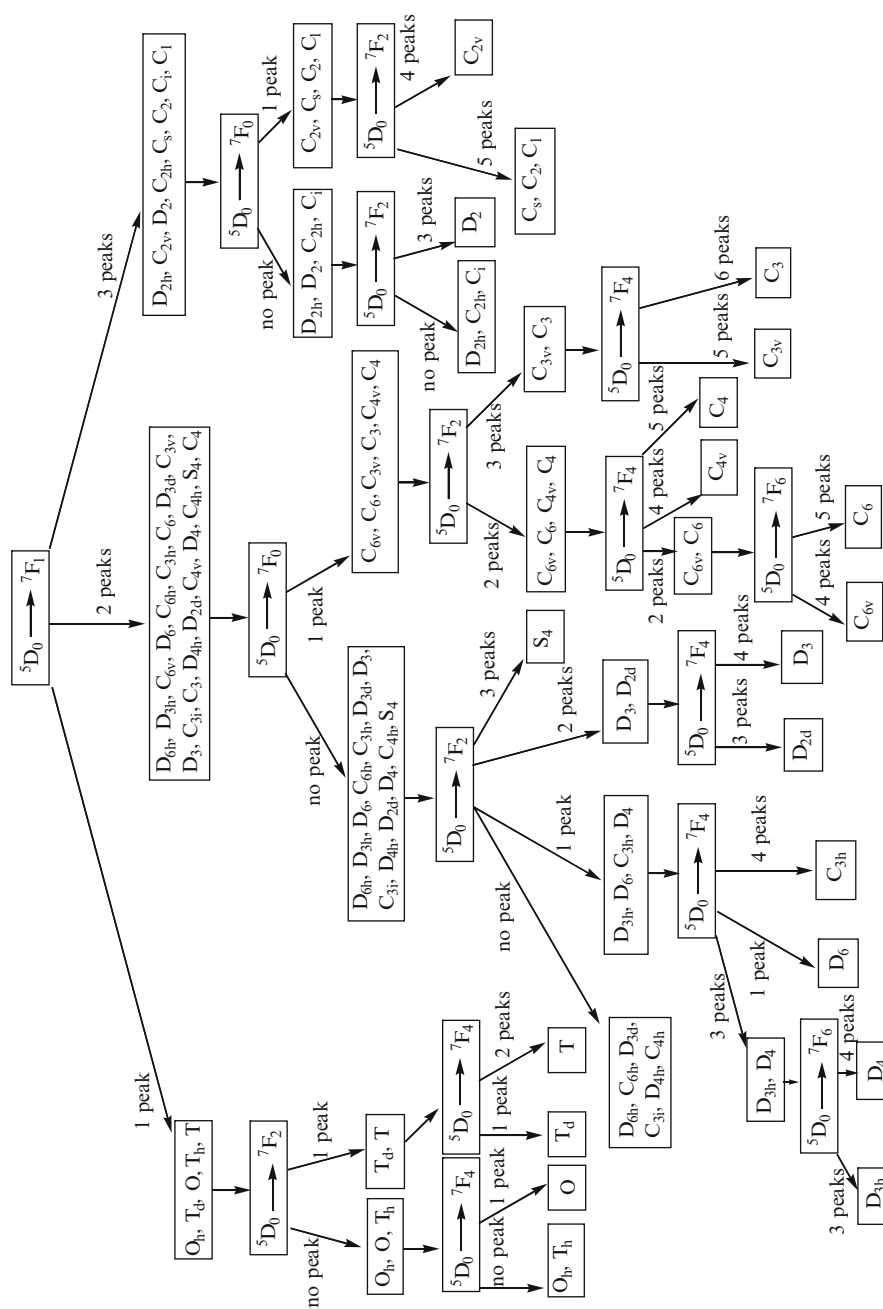 ⁵D₀ → ⁷F₁
1 peak
2 peaks
3 peaks
Oₕ, T_d, O, Tₕ, T
⁵D₀ → ⁷F₂
no peak
1 peak
Oₕ, O, Tₕ
T_d, T
⁵D₀ → ⁷F₄
no peak
1 peak
Oₕ, Tₕ
O
⁵D₀ → ⁷F₄
1 peak
2 peaks
T_d
T
D₆ₕ, D₃ₕ, C₆ᵥ, D₆, C₆ₕ, C₃ₕ, C₆, D₃d, C₃ᵥ,
D₃, C₃ᵢ, C₃, D₄ₕ, D₂d, C₄ᵥ, D₄, C₄ₕ, S₄, C₄
⁵D₀ → ⁷F₀
no peak
1 peak
D₆ₕ, D₃ₕ, D₆, C₆ₕ, C₃ₕ, D₃d, D₃,
C₃ᵢ, D₄ₕ, D₂d, D₄, C₄ₕ, S₄
⁵D₀ → ⁷F₂
no peak
1 peak
2 peaks
3 peaks
D₆ₕ, C₆ₕ, D₃d,
C₃ᵢ, D₄ₕ, C₄ₕ
D₃ₕ, D₆, C₃ₕ, D₄
D₃, D₂d
S₄
⁵D₀ → ⁷F₄
3 peaks
1 peak
4 peaks
D₃ₕ, D₄
D₆
C₃ₕ
⁵D₀ → ⁷F₆
3 peaks
4 peaks
D₃ₕ
D₄
⁵D₀ → ⁷F₄
3 peaks
4 peaks
D₂d
D₃
C₆ᵥ, C₆, C₃ᵥ, C₃, C₄ᵥ, C₄
⁵D₀ → ⁷F₂
2 peaks
3 peaks
C₆ᵥ, C₆, C₄ᵥ, C₄
C₃ᵥ, C₃
⁵D₀ → ⁷F₄
2 peaks
4 peaks
5 peaks
C₆ᵥ, C₆
C₄ᵥ
C₄
⁵D₀ → ⁷F₆
4 peaks
5 peaks
C₆ᵥ
C₆
⁵D₀ → ⁷F₄
5 peaks
6 peaks
C₃ᵥ
C₃
D₂ₕ, C₂ᵥ, D₂, C₂ₕ, Cₛ, C₂, Cᵢ, C₁
⁵D₀ → ⁷F₀
no peak
1 peak
D₂ₕ, D₂, C₂ₕ, Cᵢ
C₂ᵥ, Cₛ, C₂, C₁
⁵D₀ → ⁷F₂
no peak
3 peaks
D₂ₕ, C₂ₕ, Cᵢ
D₂
⁵D₀ → ⁷F₂
5 peaks
4 peaks
Cₛ, C₂, C₁
C₂ᵥ